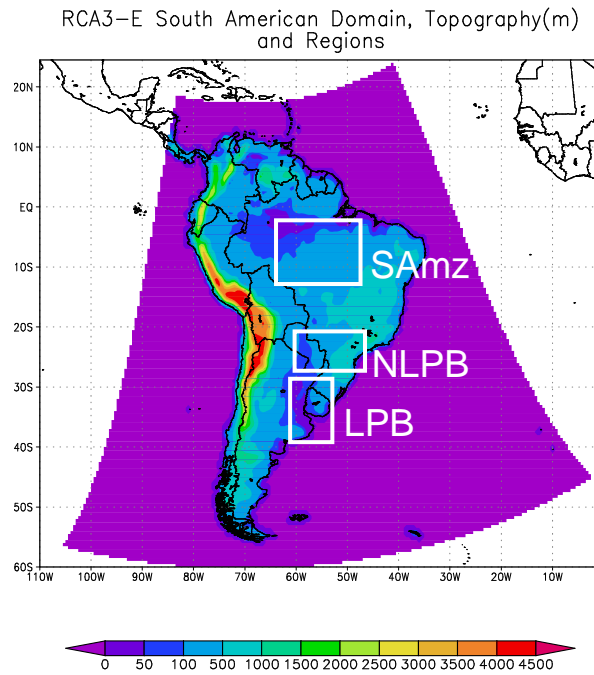 RCA3-E South American Domain, Topography(m)
and Regions
20N
10N
EQ
10S
20S
30S
40S
50S
60S
SAmz
NLPB
LPB
110W 100W 90W 80W 70W 60W 50W 40W 30W 20W 10W
0 50 100 500 1000 1500 2000 2500 3000 3500 4000 4500